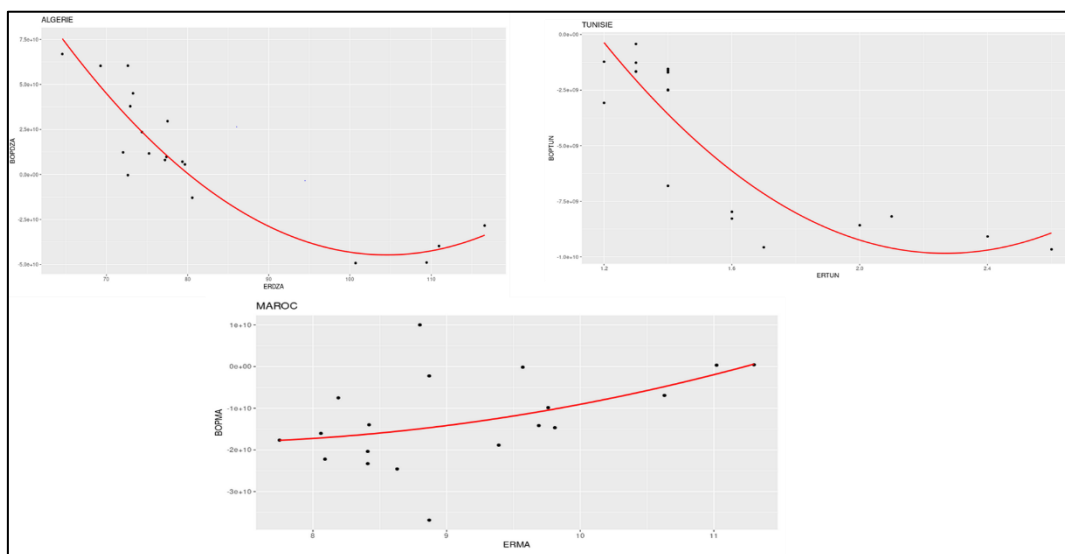 ALGERIE
7.5e+10
5.0e+10
2.5e+10
0.0e+00
-2.5e+10
-5.0e+10
BOPDZA
70 80 90 100 110
ERDZA
TUNISIE
0.0e+00
-2.5e+09
-5.0e+09
-7.5e+09
-1.0e+10
BOPTUN
1.2 1.6 2.0 2.4
ERTUN
MAROC
1e+10
0e+00
-1e+10
-2e+10
-3e+10
BOPMA
8 9 10 11
ERMA